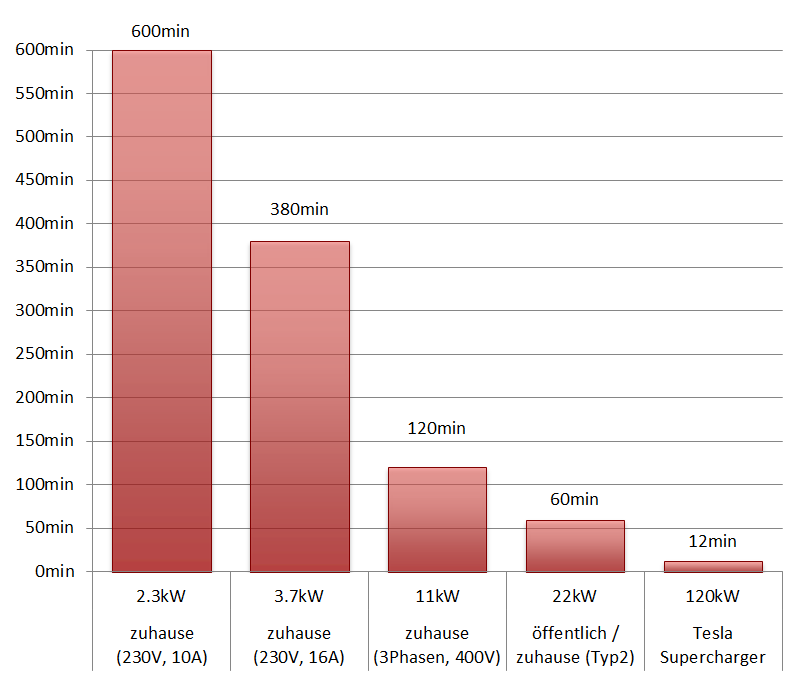 600min
600min
550min
500min
450min
400min
380min
350min
300min
250min
200min
150min
120min
100min
60min
50min
12min
0min
2.3kW
3.7kW
11kW
22kW
120kW
zuhause
(230V, 10A)
zuhause
(230V, 16A)
zuhause
(3Phasen, 400V)
öffentlich /
zuhause (Typ2)
Tesla
Supercharger